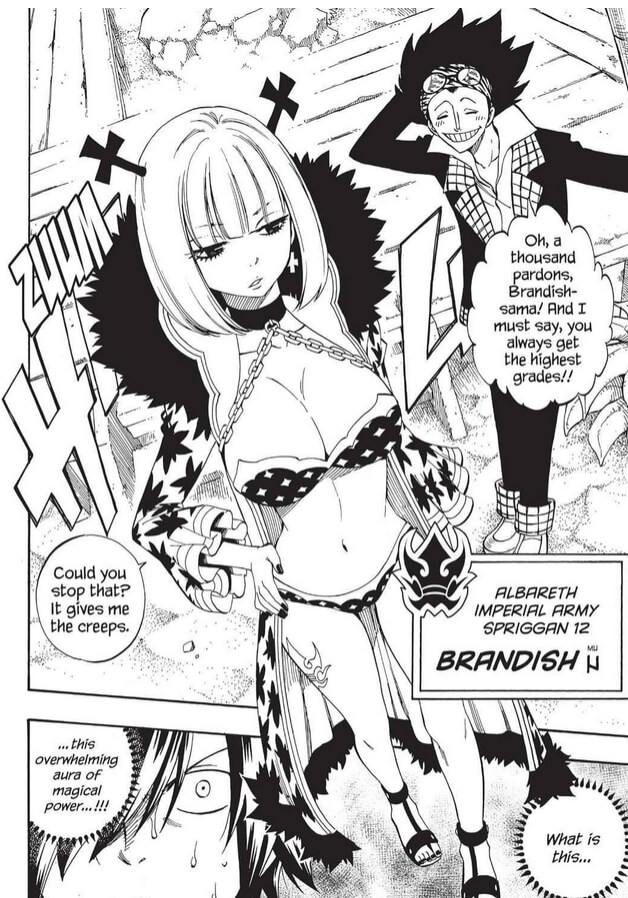 Oh, a
thousand
pardons,
Brandish-
sama! And I
must say, you
always get
the highest
grades!!
ZUUM
Could you
stop that?
It gives me
the creeps.
ALBARETH
IMPERIAL ARMY
SPRIGGAN 12
BRANDISH μ
MU
...this
overwhelming
aura of
magical
power...!!!
What is
this...